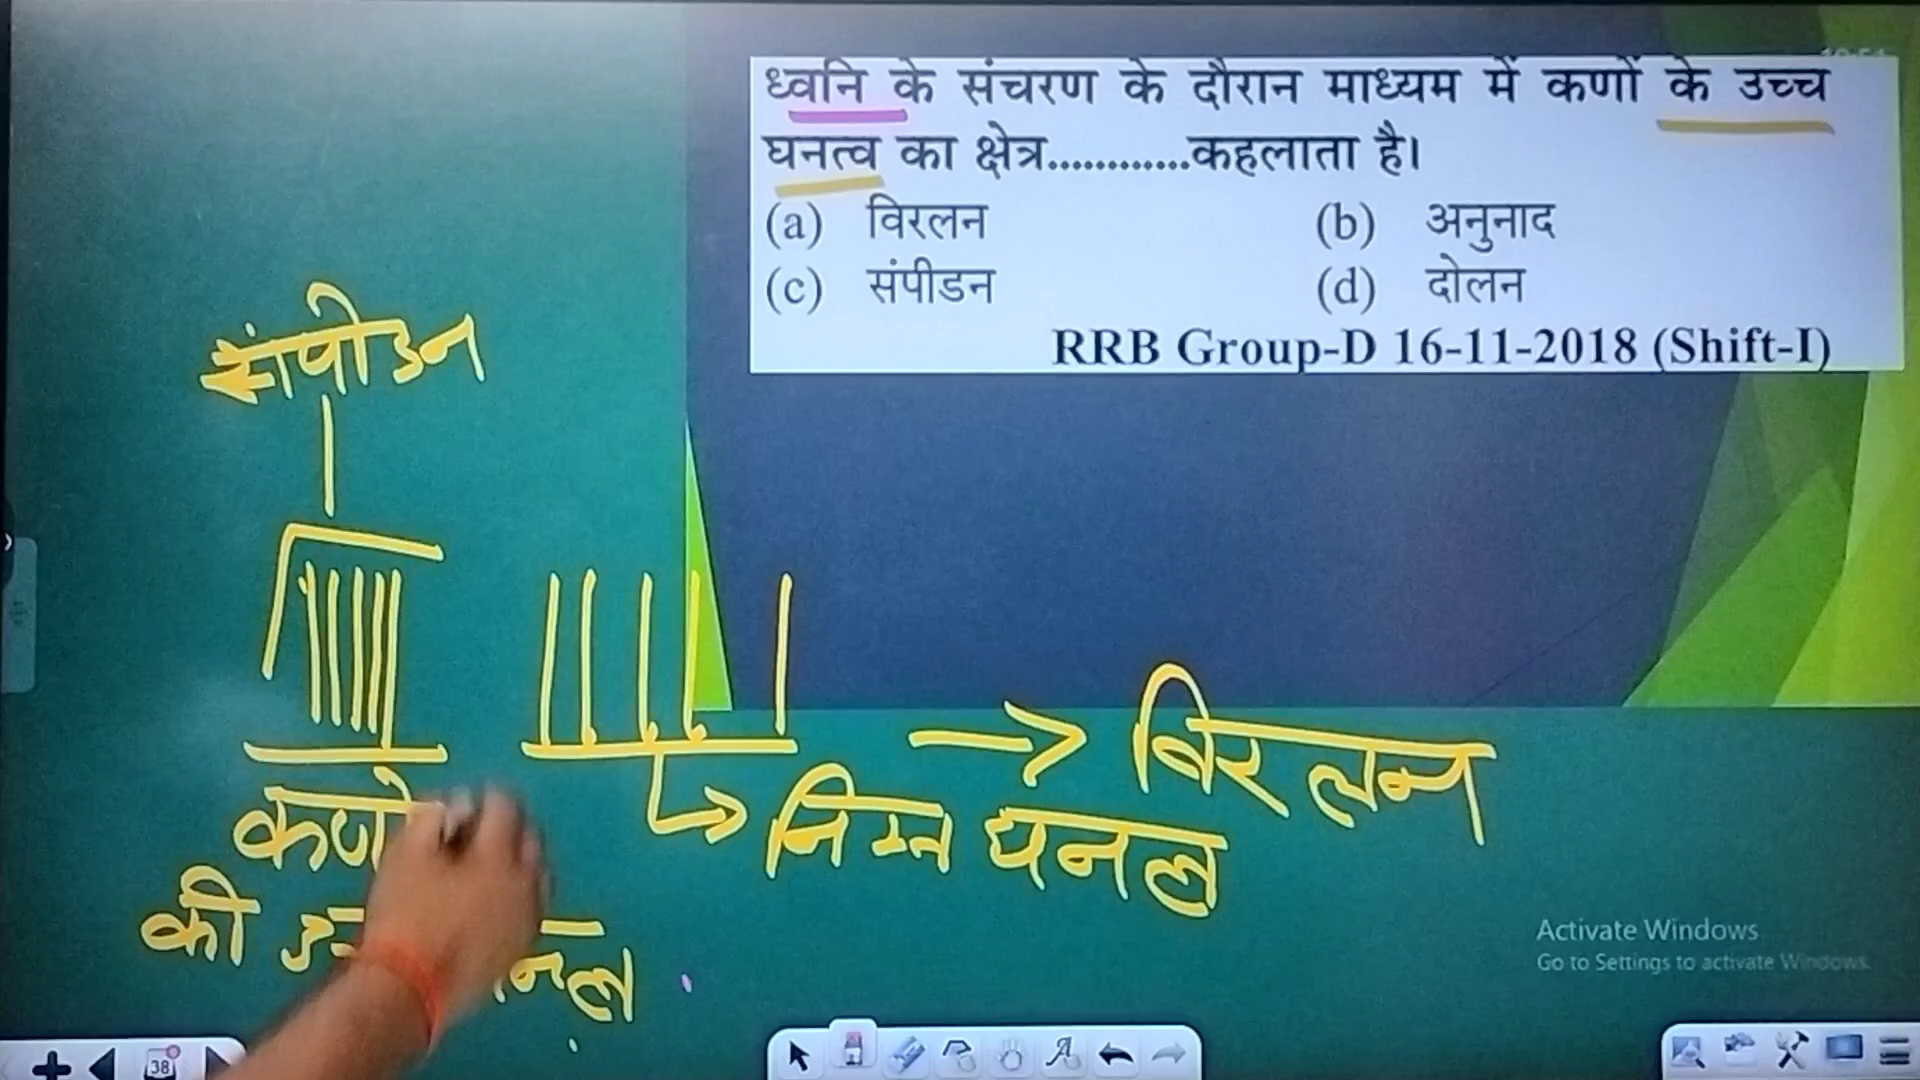 ध्वनि के संचरण के दौरान माध्यम में कणों के उच्च
घनत्व का क्षेत्र............कहलाता है।
(a) विरलन (b) अनुनाद
(c) संपीडन (d) दोलन
RRB Group-D 16-11-2018 (Shift-I)
संपीडन
विरलन
निम्न घनत्व
की
Activate Windows
Go to Settings to activate Windows.
38